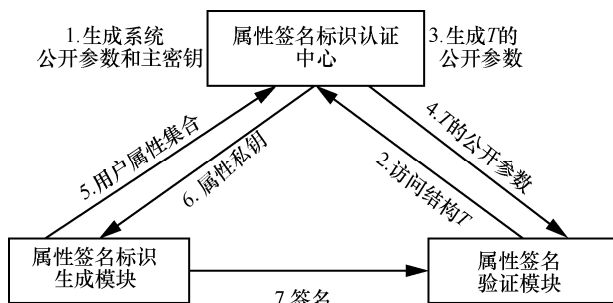 1.生成系统
公开参数和主密钥
属性签名标识认证
中心
3.生成T的
公开参数
5.用户属性集合
6. 属性私钥
4.T的公开参数
2.访问结构T
属性签名标识
生成模块
属性签名
验证模块
7 签名